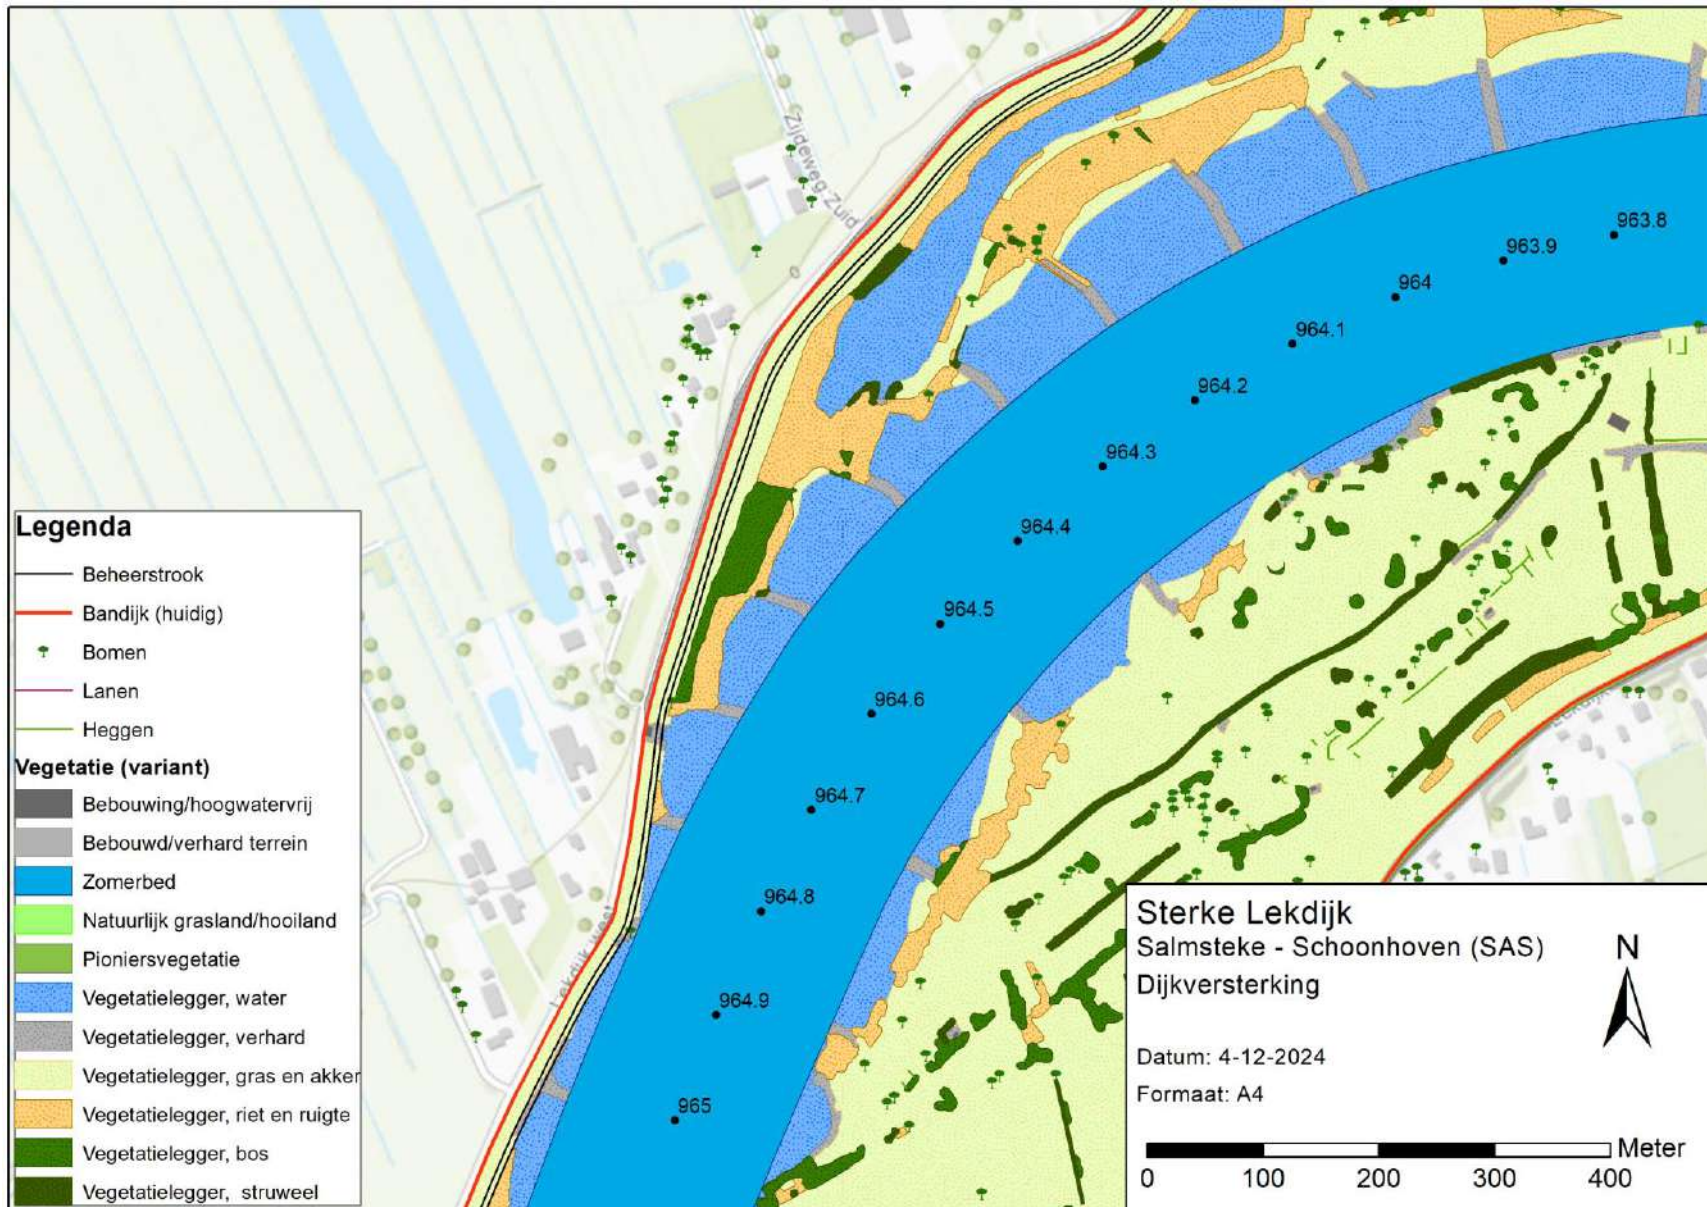 Zijdeweg-Zuid
963.8
963.9
964
964.1
964.2
964.3
964.4
964.5
964.6
964.7
964.8
964.9
965
Lekdijk west
Legenda
Beheerstrook
Bandijk (huidig)
Bomen
Lanen
Heggen
Vegetatie (variant)
Bebouwing/hoogwatervrij
Bebouwd/verhard terrein
Zomerbed
Natuurlijk grasland/hooiland
Pioniersvegetatie
Vegetatielegger, water
Vegetatielegger, verhard
Vegetatielegger, gras en akker
Vegetatielegger, riet en ruigte
Vegetatielegger, bos
Vegetatielegger, struweel
Sterke Lekdijk
Salmsteke - Schoonhoven (SAS)
Dijkversterking
N
Datum: 4-12-2024
Formaat: A4
Meter
0 100 200 300 400